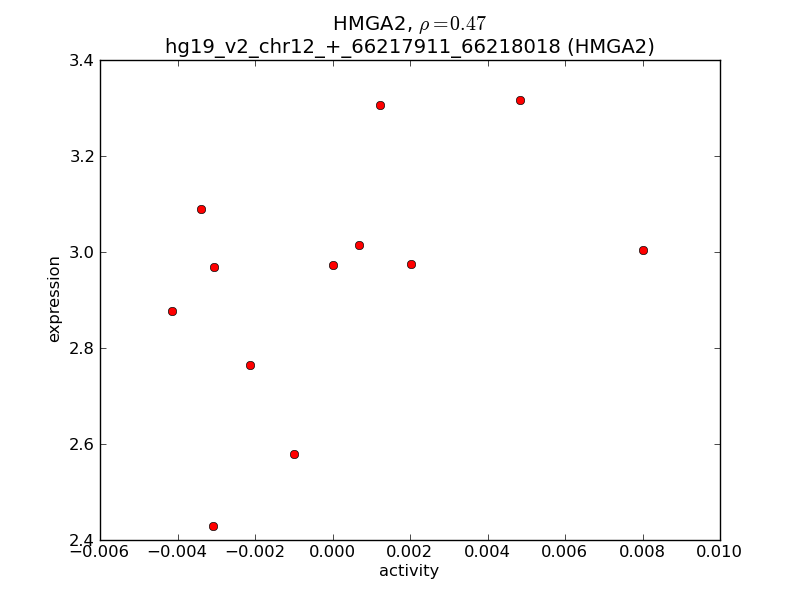 HMGA2, ρ = 0.47
hg19_v2_chr12_+_66217911_66218018 (HMGA2)
3.4
3.2
3.0
2.8
2.6
2.4
expression
−0.006 −0.004 −0.002 0.000 0.002 0.004 0.006 0.008 0.010
activity